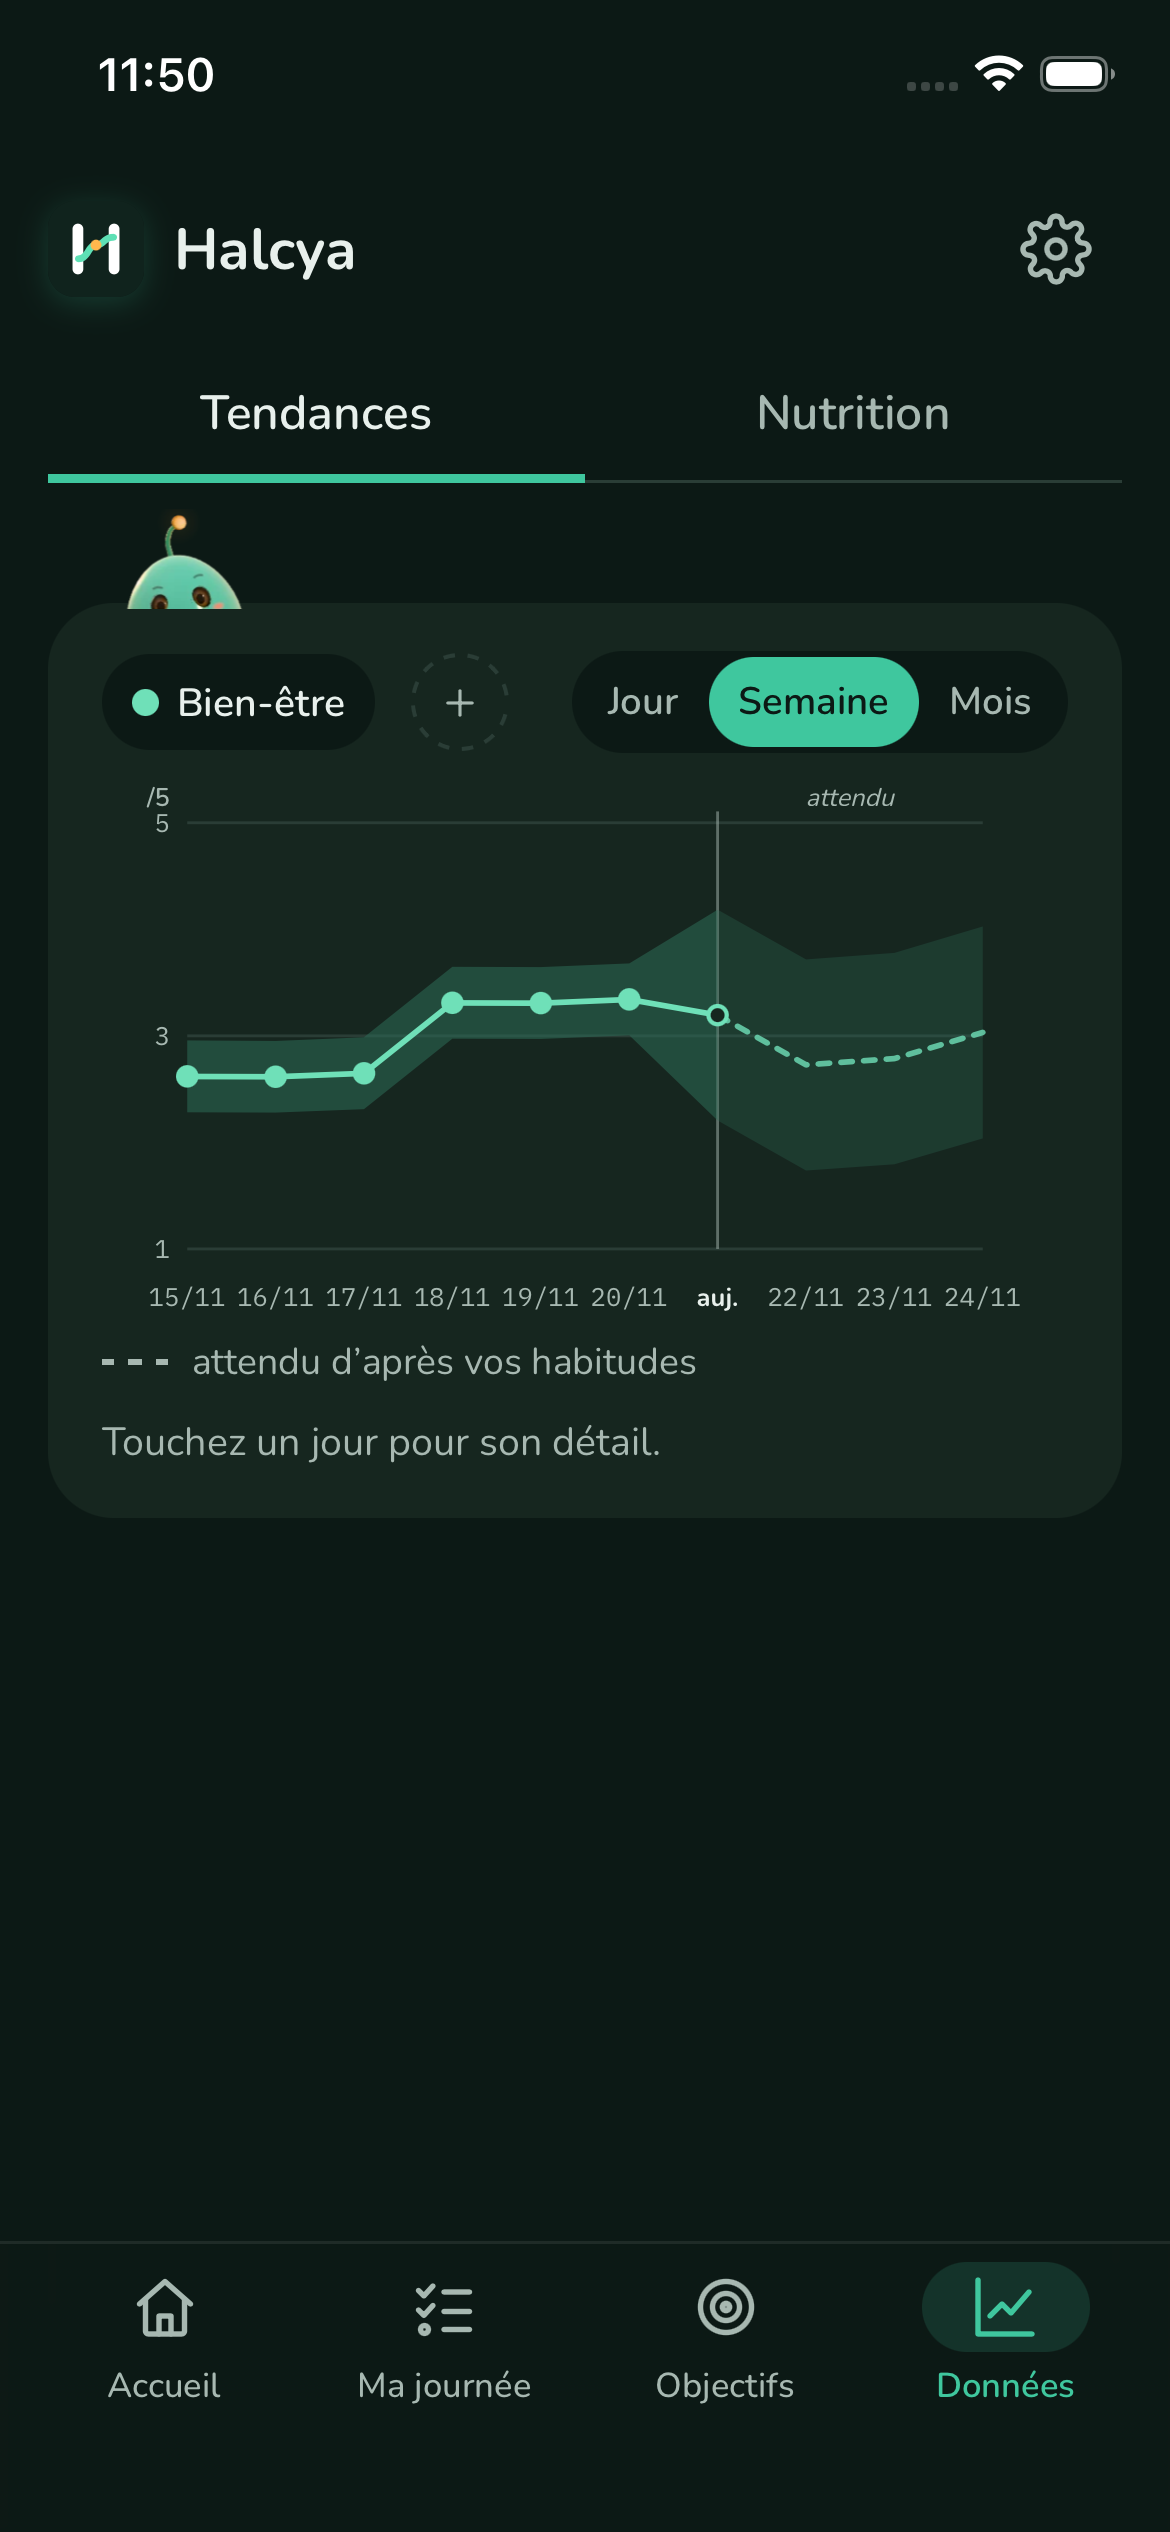 11:50
Halcya
Tendances Nutrition
Bien-être + Jour Semaine Mois
/5 attendu
5
3
1
15/11 16/11 17/11 18/11 19/11 20/11 auj. 22/11 23/11 24/11
attendu d’après vos habitudes
Touchez un jour pour son détail.
Accueil Ma journée Objectifs Données